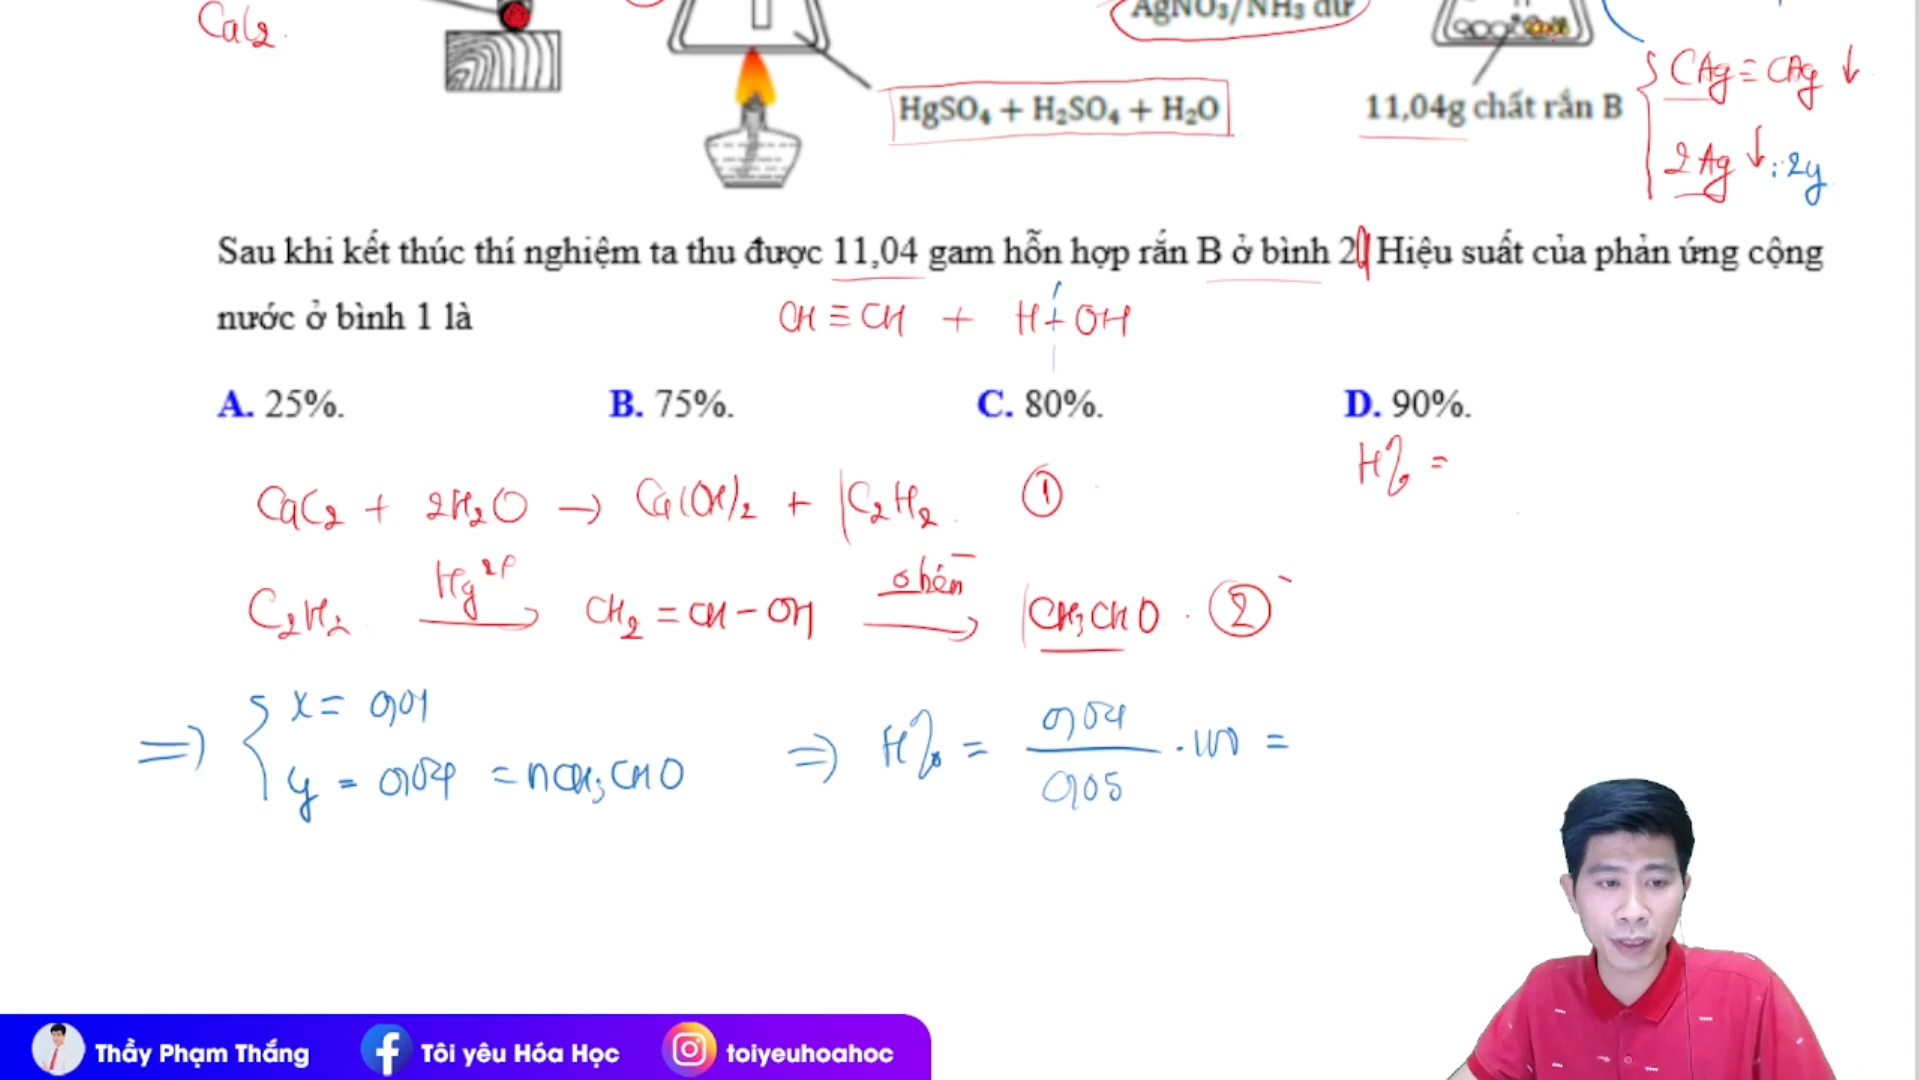 CaC2.
AgNO₃/NH₃ dư
HgSO₄ + H₂SO₄ + H₂O
11,04g chất rắn B
CAg ≡ CAg ↓
2Ag ↓ : 2y
Sau khi kết thúc thí nghiệm ta thu được 11,04 gam hỗn hợp rắn B ở bình 2. Hiệu suất của phản ứng cộng
nước ở bình 1 là
CH ≡ CH + H + OH
A. 25%. B. 75%. C. 80%. D. 90%.
H% =
CaC2 + 2H2O → Ca(OH)2 + C2H2 ①
C2H2 Hg2+ → CH2 = CH – OH → CH3CHO. ②
⇒ { x = 0,01
y = 0,04 = nCH3CHO
⇒ H% = 0,04 / 0,05 . 100 =
Thầy Phạm Thắng Tôi yêu Hóa Học toiyeuhoahoc